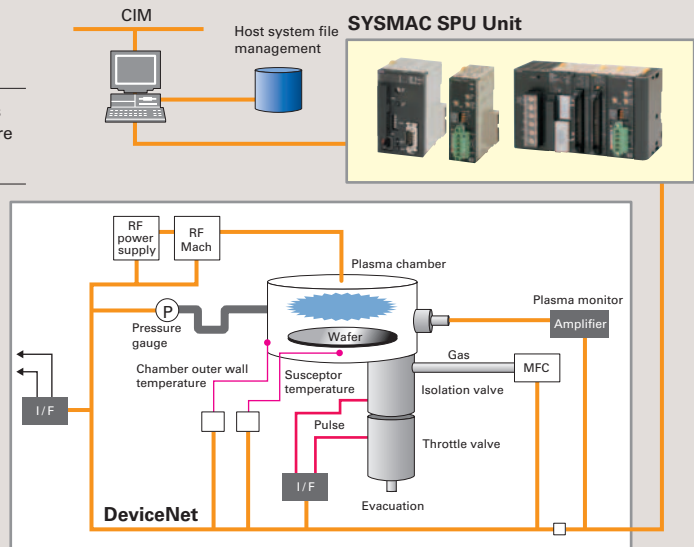 CIM
Host system file
management
SYSMAC SPU Unit
s
re
RF
power
supply
RF
Mach
Plasma chamber
P
Pressure
gauge
Wafer
Plasma monitor
Amplifier
Chamber outer wall
temperature
Susceptor
temperature
Gas
MFC
Isolation valve
I/F
Pulse
Throttle valve
I/F
Evacuation
DeviceNet